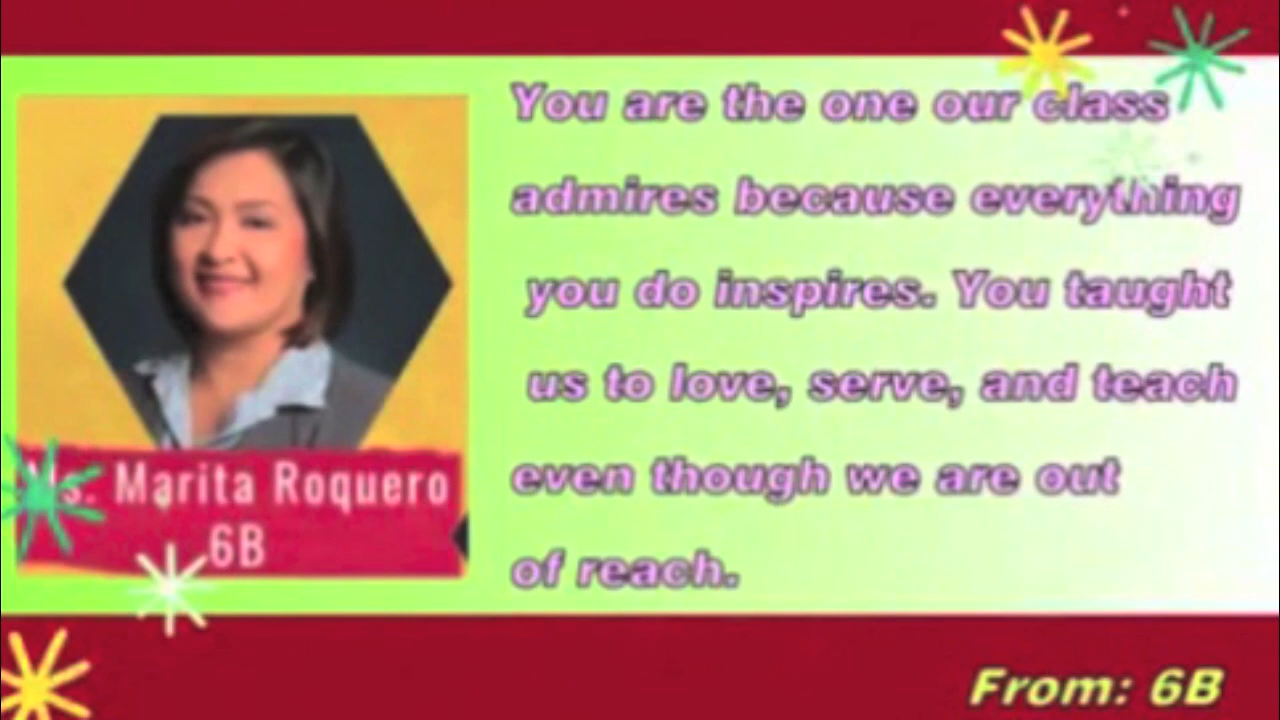 You are the one our class
admires because everything
you do inspires. You taught
us to love, serve, and teach
even though we are out
of reach.
Ms. Marita Roquero
6B
From: 6B